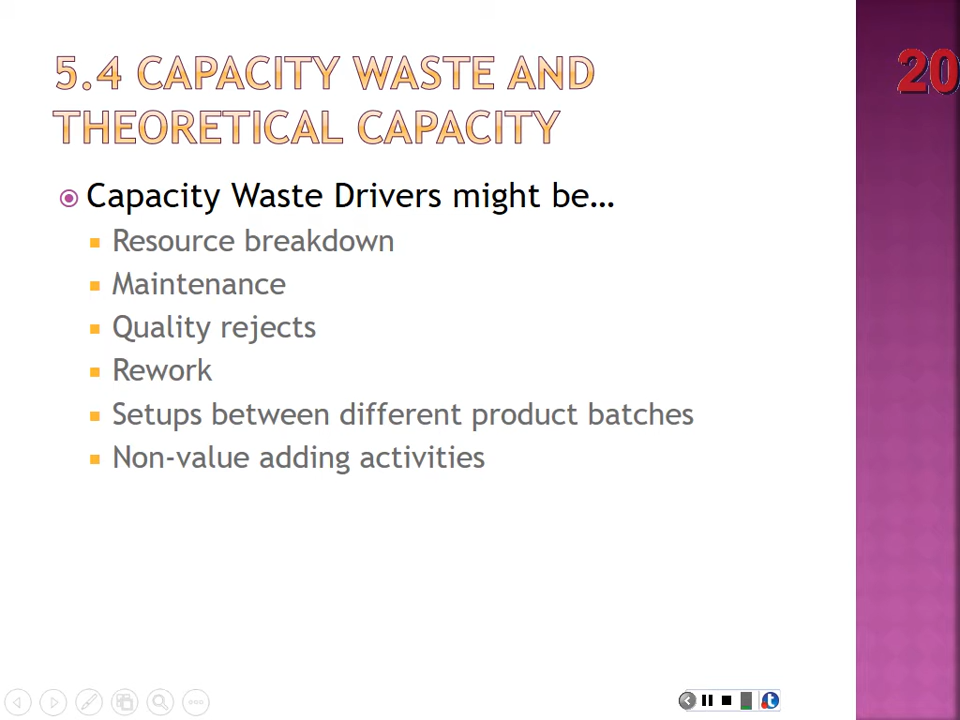 5.4 CAPACITY WASTE AND
THEORETICAL CAPACITY
20
Capacity Waste Drivers might be…
Resource breakdown
Maintenance
Quality rejects
Rework
Setups between different product batches
Non-value adding activities